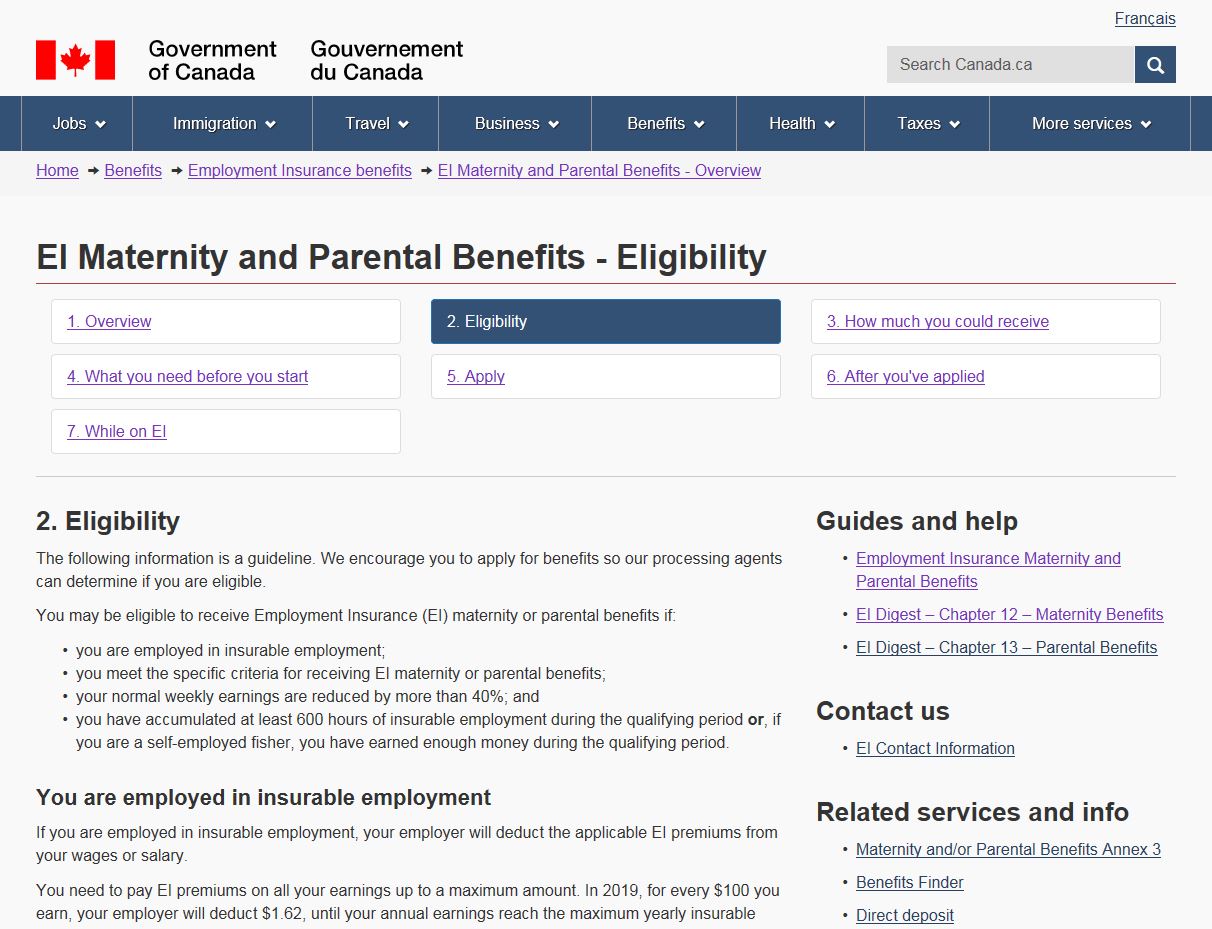 Français
Government of Canada
Gouvernement du Canada
Search Canada.ca
Jobs
Immigration
Travel
Business
Benefits
Health
Taxes
More services
Home ➔ Benefits ➔ Employment Insurance benefits ➔ EI Maternity and Parental Benefits - Overview
EI Maternity and Parental Benefits - Eligibility
1. Overview
2. Eligibility
3. How much you could receive
4. What you need before you start
5. Apply
6. After you've applied
7. While on EI
2. Eligibility
The following information is a guideline. We encourage you to apply for benefits so our processing agents
can determine if you are eligible.
You may be eligible to receive Employment Insurance (EI) maternity or parental benefits if:
• you are employed in insurable employment;
• you meet the specific criteria for receiving EI maternity or parental benefits;
• your normal weekly earnings are reduced by more than 40%; and
• you have accumulated at least 600 hours of insurable employment during the qualifying period or, if
you are a self-employed fisher, you have earned enough money during the qualifying period.
You are employed in insurable employment
If you are employed in insurable employment, your employer will deduct the applicable EI premiums from
your wages or salary.
You need to pay EI premiums on all your earnings up to a maximum amount. In 2019, for every $100 you
earn, your employer will deduct $1.62, until your annual earnings reach the maximum yearly insurable
Guides and help
• Employment Insurance Maternity and
Parental Benefits
• EI Digest – Chapter 12 – Maternity Benefits
• EI Digest – Chapter 13 – Parental Benefits
Contact us
• EI Contact Information
Related services and info
• Maternity and/or Parental Benefits Annex 3
• Benefits Finder
• Direct deposit